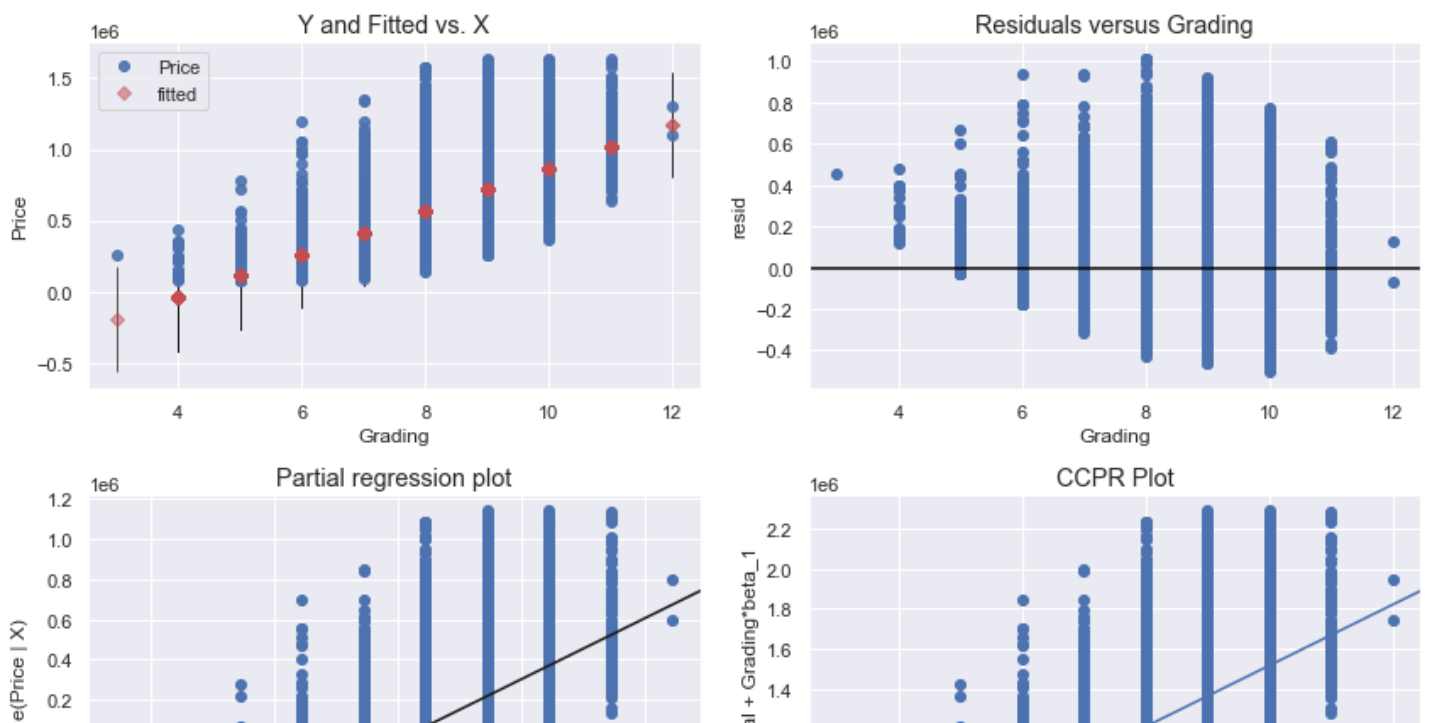 Y and Fitted vs. X
1e6
Price
fitted
1.5
1.0
0.5
0.0
−0.5
Price
4 6 8 10 12
Grading
Residuals versus Grading
1e6
1.0
0.8
0.6
0.4
0.2
0.0
−0.2
−0.4
resid
4 6 8 10 12
Grading
Partial regression plot
1e6
1.2
1.0
0.8
0.6
0.4
0.2
e(Price | X)
CCPR Plot
1e6
2.2
2.0
1.8
1.6
1.4
al + Grading*beta_1